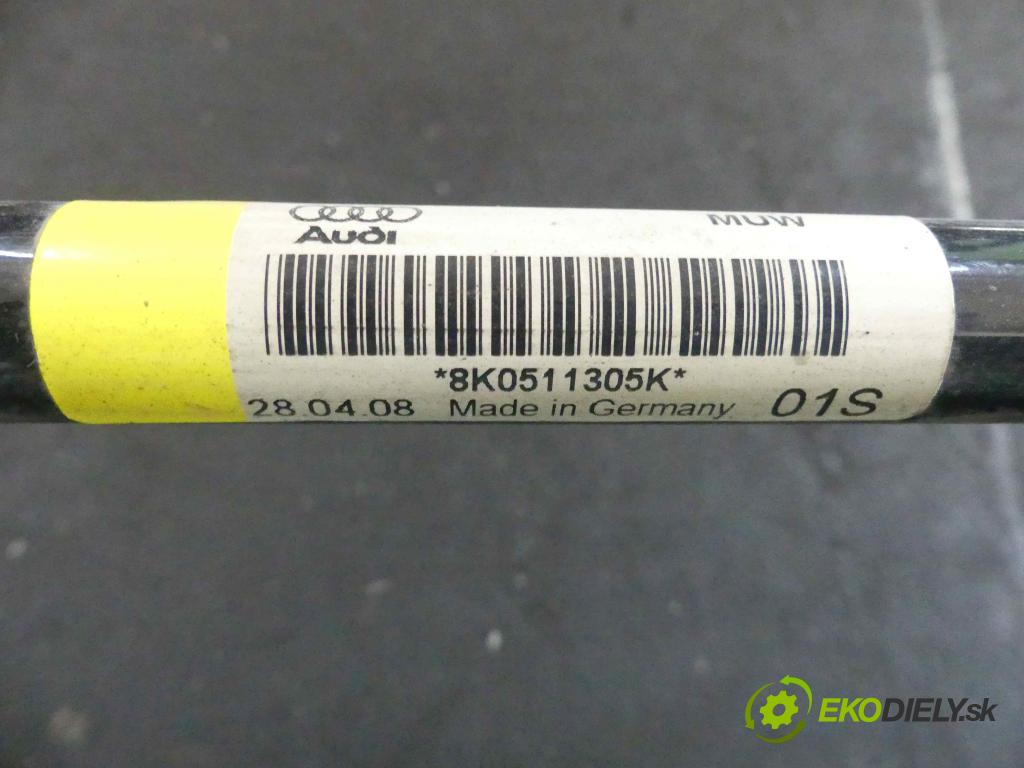 Audi MUW
*8K0511305K*
28.04.08 Made in Germany 01S
EKODIELY.sk